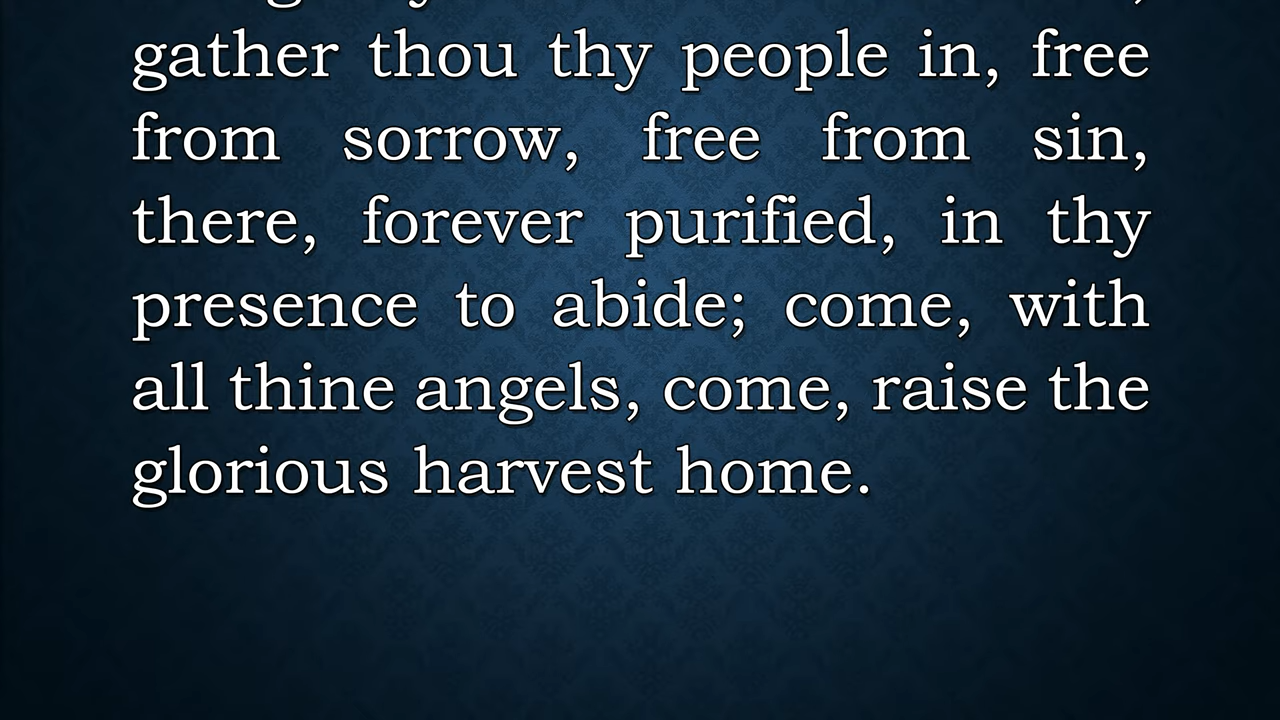 gather thou thy people in, free
from sorrow, free from sin,
there, forever purified, in thy
presence to abide; come, with
all thine angels, come, raise the
glorious harvest home.